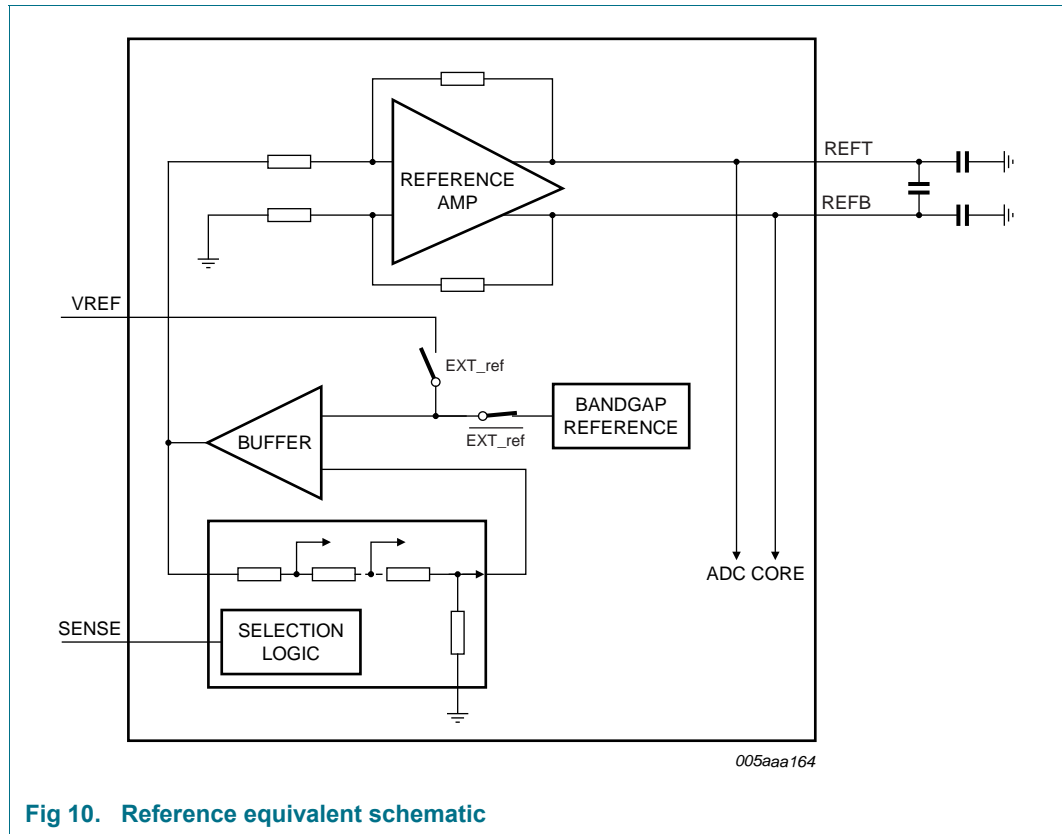 REFERENCE
AMP
REFT
REFB
VREF
EXT_ref
BANDGAP
REFERENCE
EXT_ref
BUFFER
ADC CORE
SENSE
SELECTION
LOGIC
005aaa164
Fig 10. Reference equivalent schematic